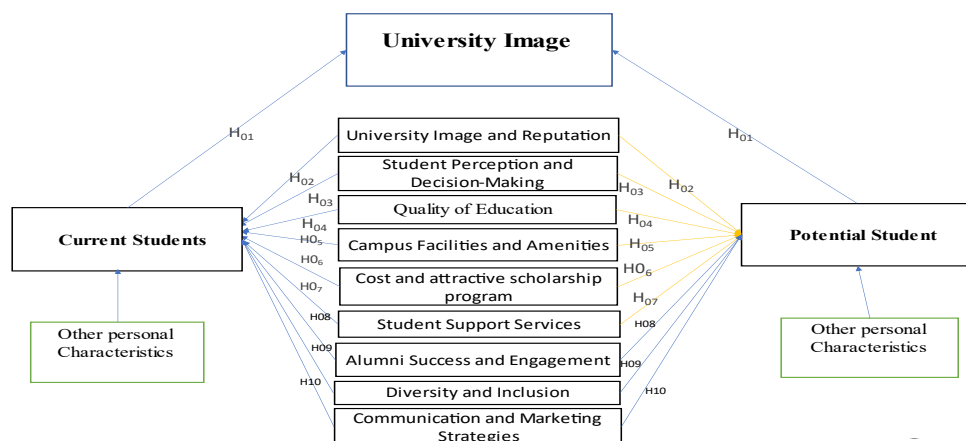 University Image
H01
H01
University Image and Reputation
H02
H02
Student Perception and
Decision-Making
H03
H03
Quality of Education
H04
H04
Current Students
Potential Student
Campus Facilities and Amenities
H05
H05
Cost and attractive scholarship
program
H06
H06
H07
H07
Student Support Services
H08
H08
Other personal
Characteristics
Other personal
Characteristics
Alumni Success and Engagement
H09
H09
Diversity and Inclusion
H10
H10
Communication and Marketing
Strategies